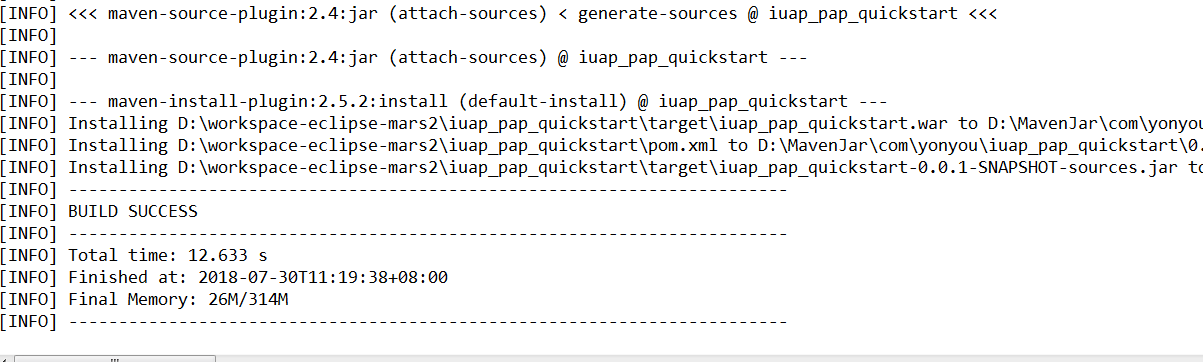 [INFO] <<< maven-source-plugin:2.4:jar (attach-sources) < generate-sources @ iuap_pap_quickstart <<<
[INFO]
[INFO] --- maven-source-plugin:2.4:jar (attach-sources) @ iuap_pap_quickstart ---
[INFO]
[INFO] --- maven-install-plugin:2.5.2:install (default-install) @ iuap_pap_quickstart ---
[INFO] Installing D:\workspace-eclipse-mars2\iuap_pap_quickstart\target\iuap_pap_quickstart.war to D:\MavenJar\com\yonyou
[INFO] Installing D:\workspace-eclipse-mars2\iuap_pap_quickstart\pom.xml to D:\MavenJar\com\yonyou\iuap_pap_quickstart\0.
[INFO] Installing D:\workspace-eclipse-mars2\iuap_pap_quickstart\target\iuap_pap_quickstart-0.0.1-SNAPSHOT-sources.jar to
[INFO] ------------------------------------------------------------------------
[INFO] BUILD SUCCESS
[INFO] ------------------------------------------------------------------------
[INFO] Total time: 12.633 s
[INFO] Finished at: 2018-07-30T11:19:38+08:00
[INFO] Final Memory: 26M/314M
[INFO] ------------------------------------------------------------------------